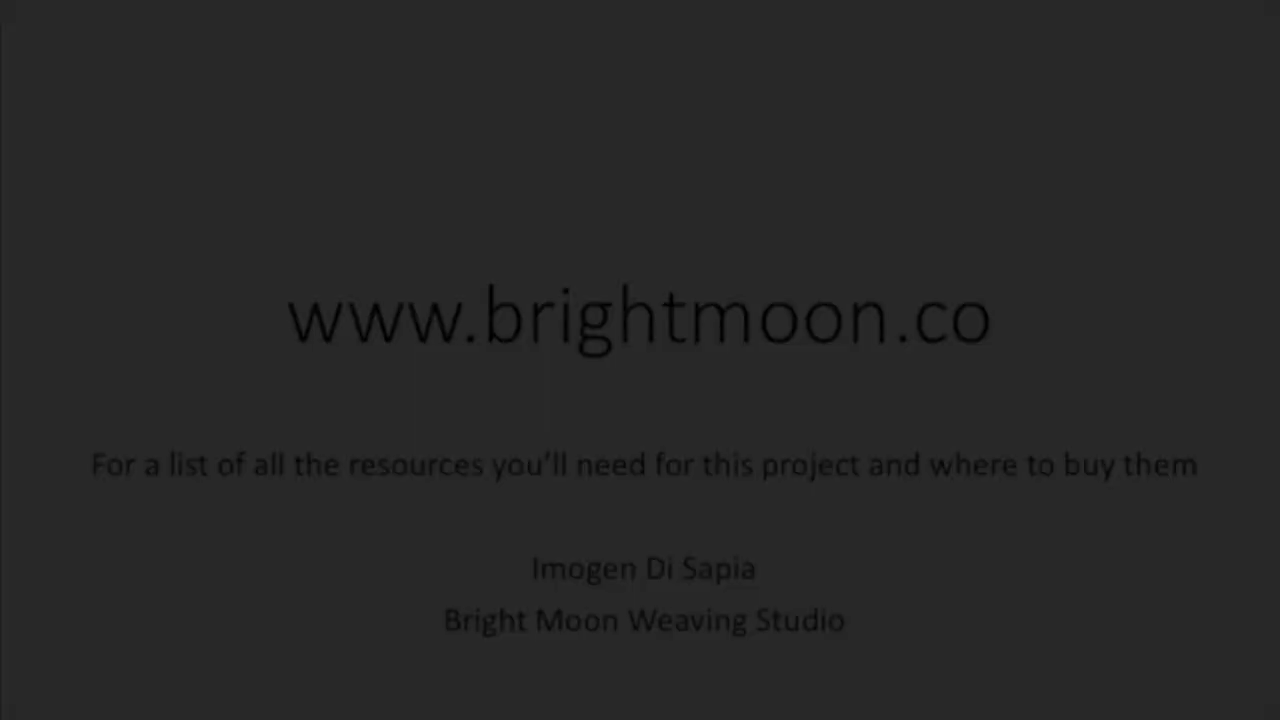 www.brightmoon.co
For a list of all the resources you'll need for this project and where to buy them
Imogen Di Sapia
Bright Moon Weaving Studio